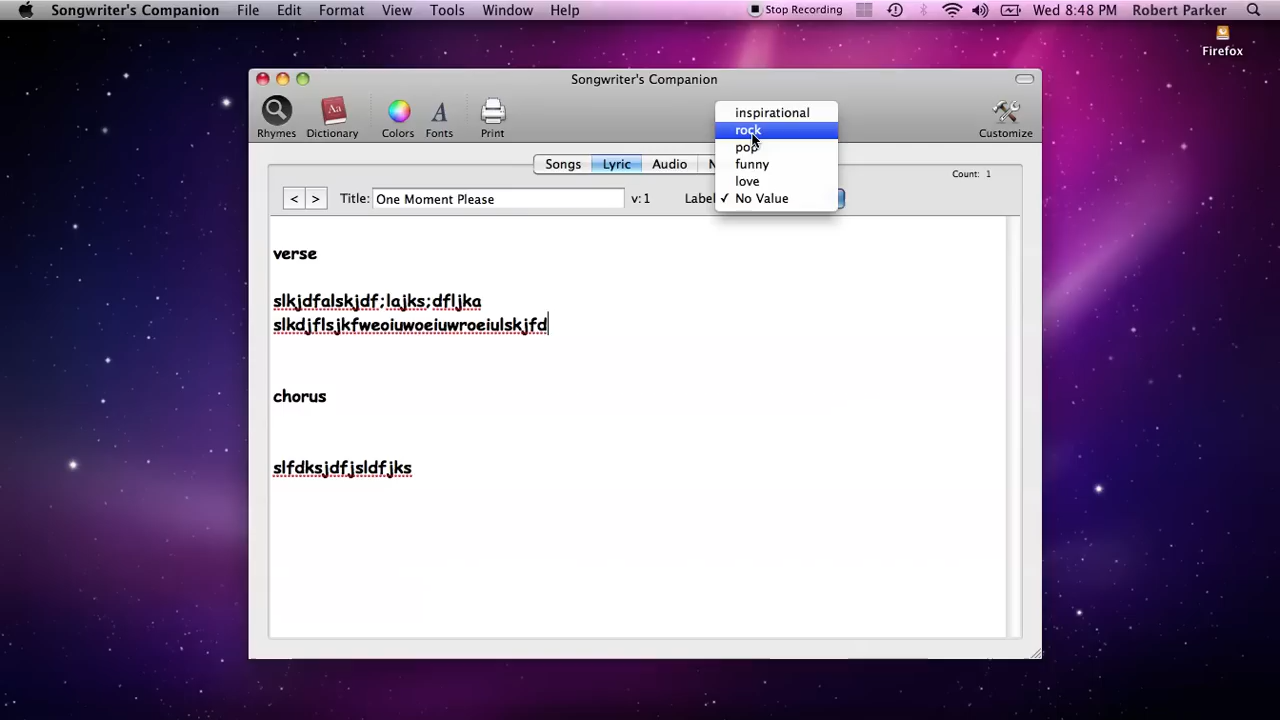 Songwriter's Companion File Edit Format View Tools Window Help Stop Recording Wed 8:48 PM Robert Parker
Firefox
Songwriter's Companion
Rhymes Dictionary Colors Fonts Print Customize
inspirational
rock
pop
funny
love
✓ No Value
Songs Lyric Audio N
Count: 1
< > Title: One Moment Please v:1 Label
verse
slkjdfalskjdf;lajks;dfljka
slkdjflsjkfweoiuwoeiuwroeiulskjfd
chorus
slfdksjdfjsldfjks